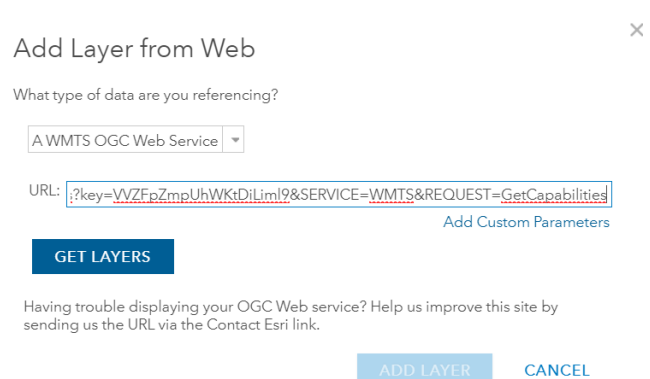 Add Layer from Web
What type of data are you referencing?
A WMTS OGC Web Service
URL: ;?key=VVZFpZmpUhWKtDiLiml9&SERVICE=WMTS&REQUEST=GetCapabilities
Add Custom Parameters
GET LAYERS
Having trouble displaying your OGC Web service? Help us improve this site by
sending us the URL via the Contact Esri link.
ADD LAYER CANCEL